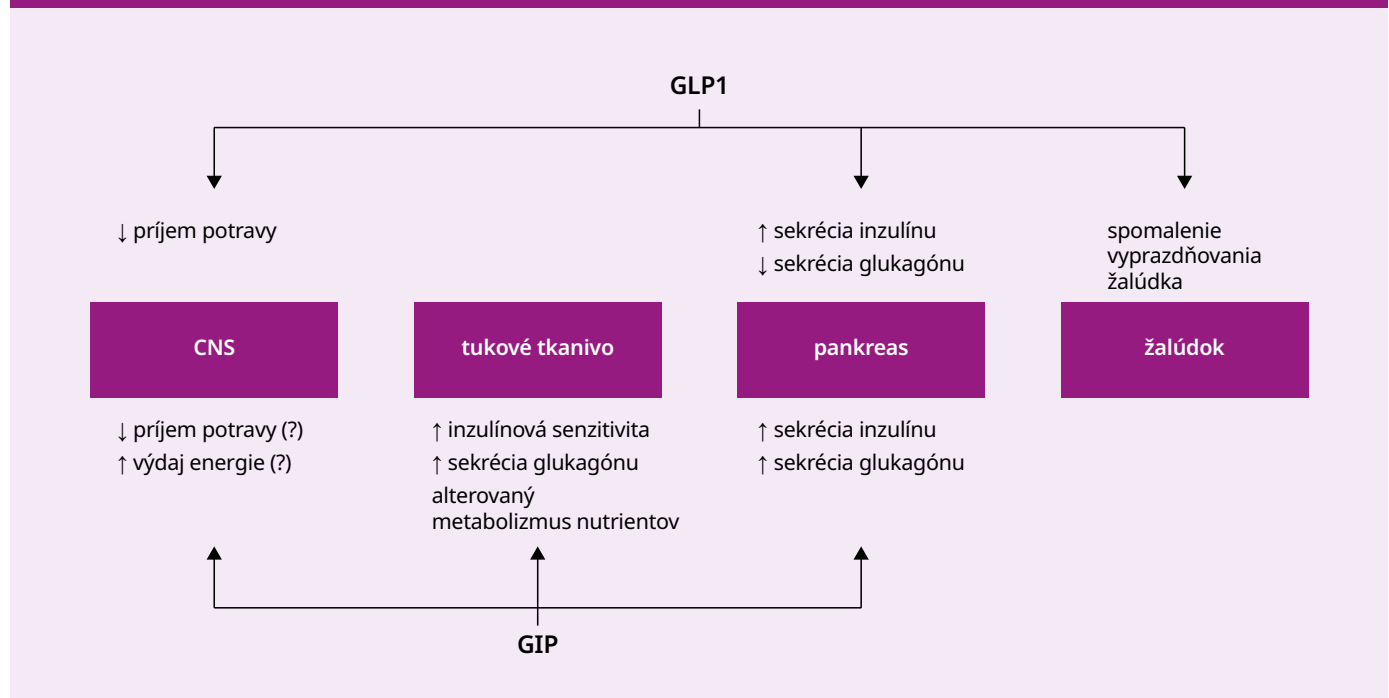 GLP1
↓ príjem potravy
↑ sekrécia inzulínu
↓ sekrécia glukagónu
spomalenie
vyprazdňovania
žalúdka
CNS
tukové tkanivo
pankreas
žalúdok
↓ príjem potravy (?)
↑ výdaj energie (?)
↑ inzulínová senzitivita
↑ sekrécia glukagónu
alterovaný
metabolizmus nutrientov
↑ sekrécia inzulínu
↑ sekrécia glukagónu
GIP